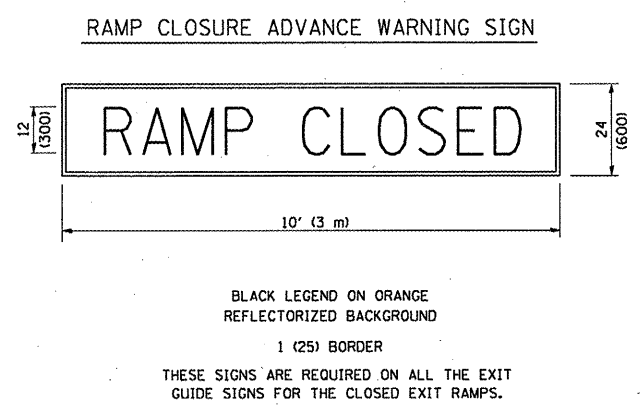 RAMP CLOSURE ADVANCE WARNING SIGN
12
(300)
RAMP CLOSED
24
(600)
10' (3 m)
BLACK LEGEND ON ORANGE
REFLECTORIZED BACKGROUND
1 (25) BORDER
THESE SIGNS ARE REQUIRED ON ALL THE EXIT
GUIDE SIGNS FOR THE CLOSED EXIT RAMPS.